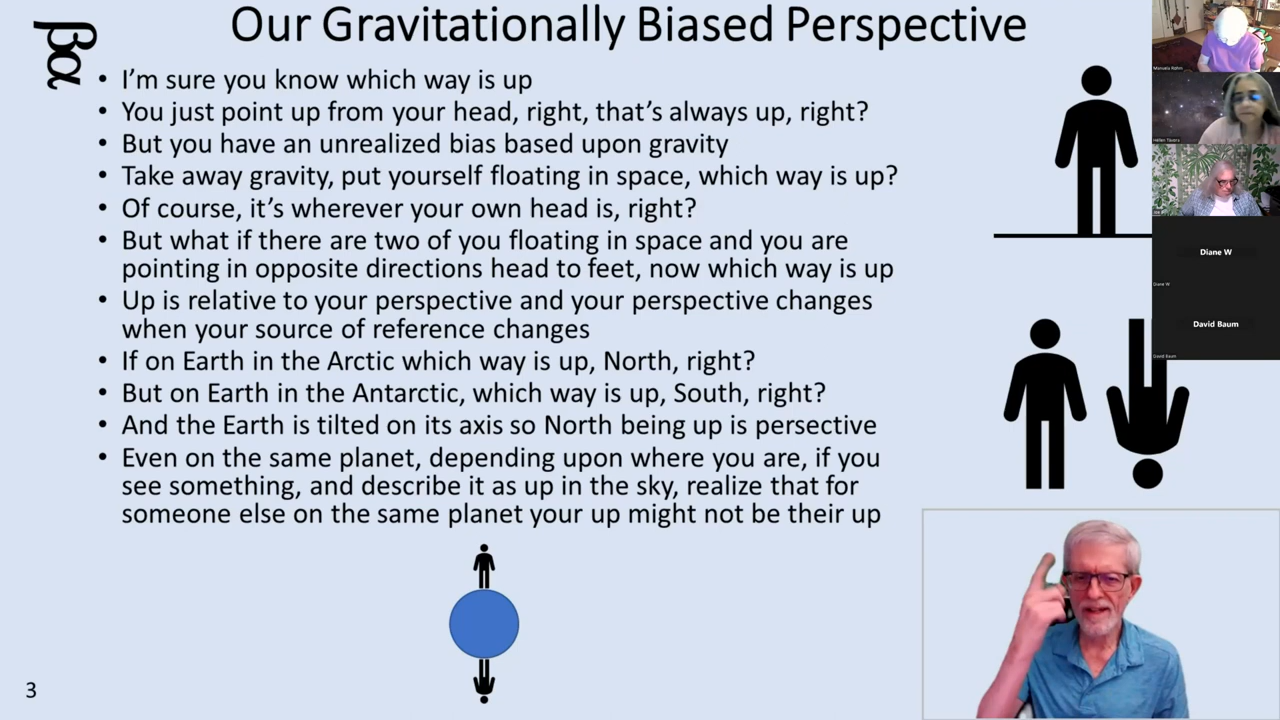 Our Gravitationally Biased Perspective
βα
• I'm sure you know which way is up
• You just point up from your head, right, that's always up, right?
• But you have an unrealized bias based upon gravity
• Take away gravity, put yourself floating in space, which way is up?
• Of course, it's wherever your own head is, right?
• But what if there are two of you floating in space and you are
pointing in opposite directions head to feet, now which way is up
• Up is relative to your perspective and your perspective changes
when your source of reference changes
• If on Earth in the Arctic which way is up, North, right?
• But on Earth in the Antarctic, which way is up, South, right?
• And the Earth is tilted on its axis so North being up is persective
• Even on the same planet, depending upon where you are, if you
see something, and describe it as up in the sky, realize that for
someone else on the same planet your up might not be their up
3
Diane W
Diane W
David Baum
David Baum